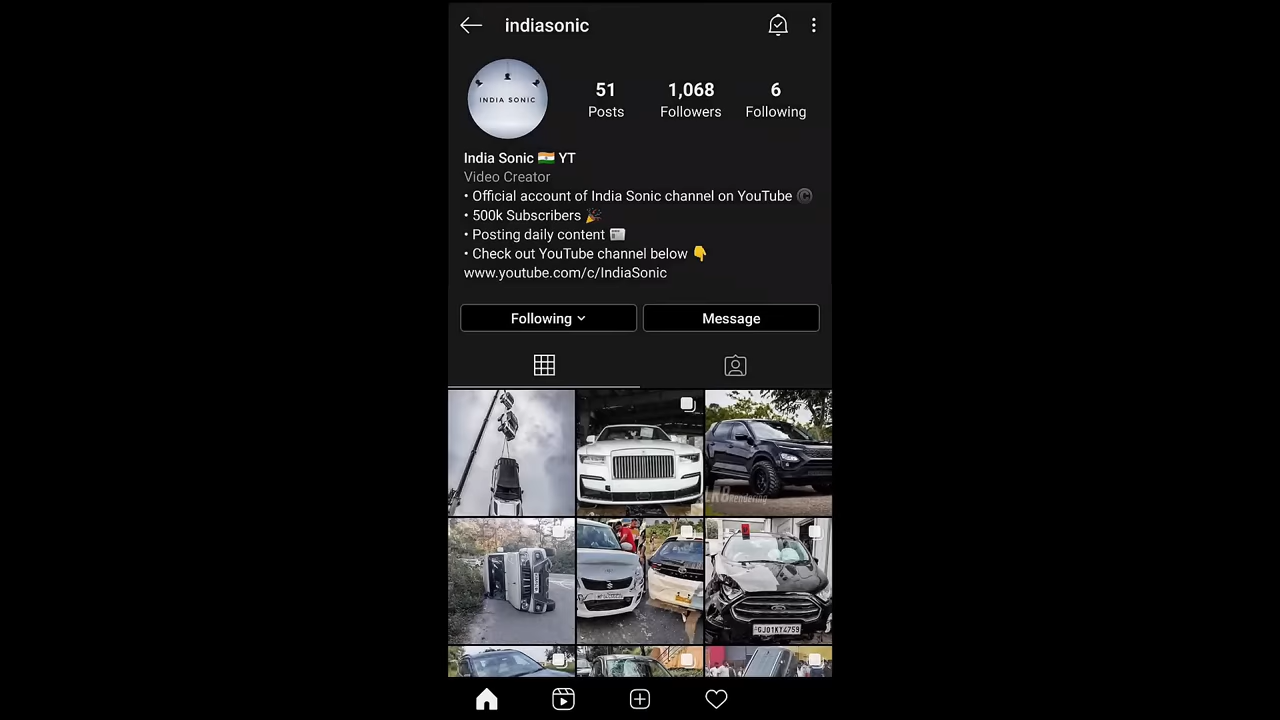 indiasonic
INDIA SONIC
51
Posts
1,068
Followers
6
Following
India Sonic 🇮🇳 YT
Video Creator
• Official account of India Sonic channel on YouTube ©
• 500k Subscribers 🎉
• Posting daily content 📰
• Check out YouTube channel below 👇
www.youtube.com/c/IndiaSonic
Following
Message
Rendering
GJ01KY4759